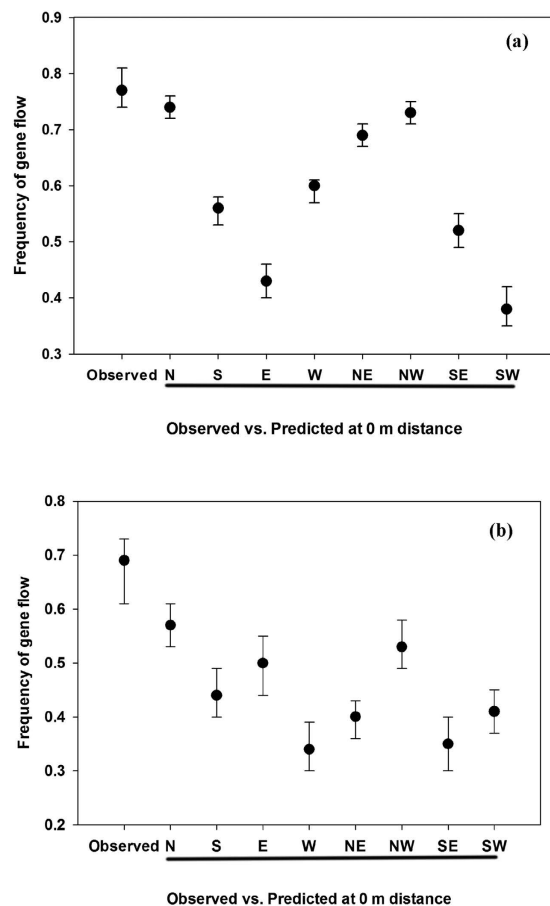 (a)
Frequency of gene flow
0.9
0.8
0.7
0.6
0.5
0.4
0.3
Observed N S E W NE NW SE SW
Observed vs. Predicted at 0 m distance
(b)
Frequency of gene flow
0.8
0.7
0.6
0.5
0.4
0.3
0.2
Observed N S E W NE NW SE SW
Observed vs. Predicted at 0 m distance